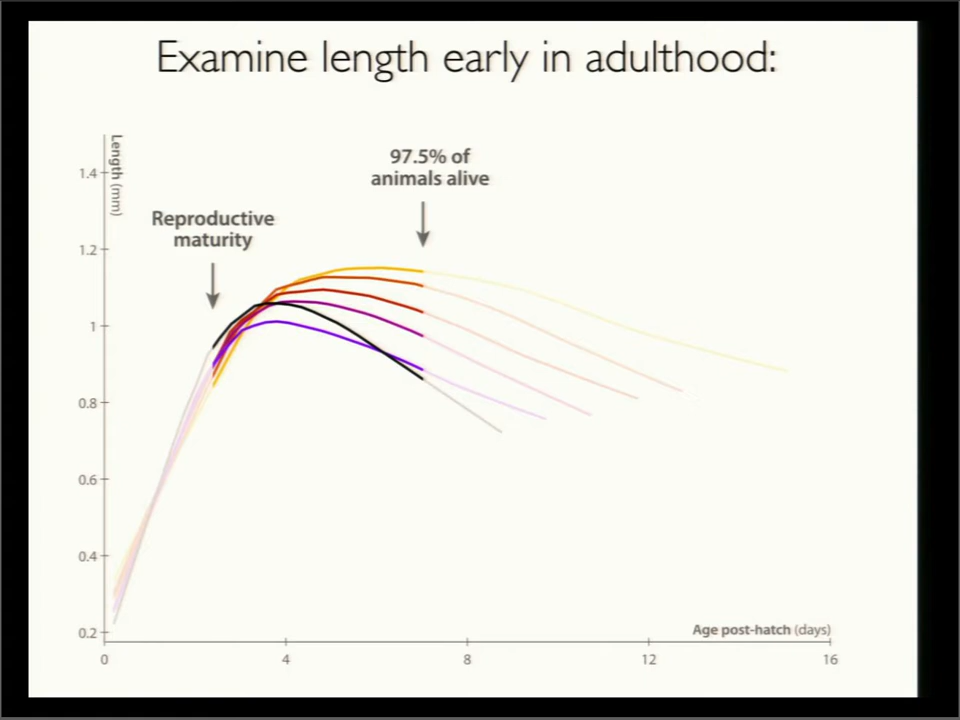 Examine length early in adulthood:
Length (mm)
97.5% of
animals alive
Reproductive
maturity
1.4
1.2
1
0.8
0.6
0.4
0.2
Age post-hatch (days)
0
4
8
12
16